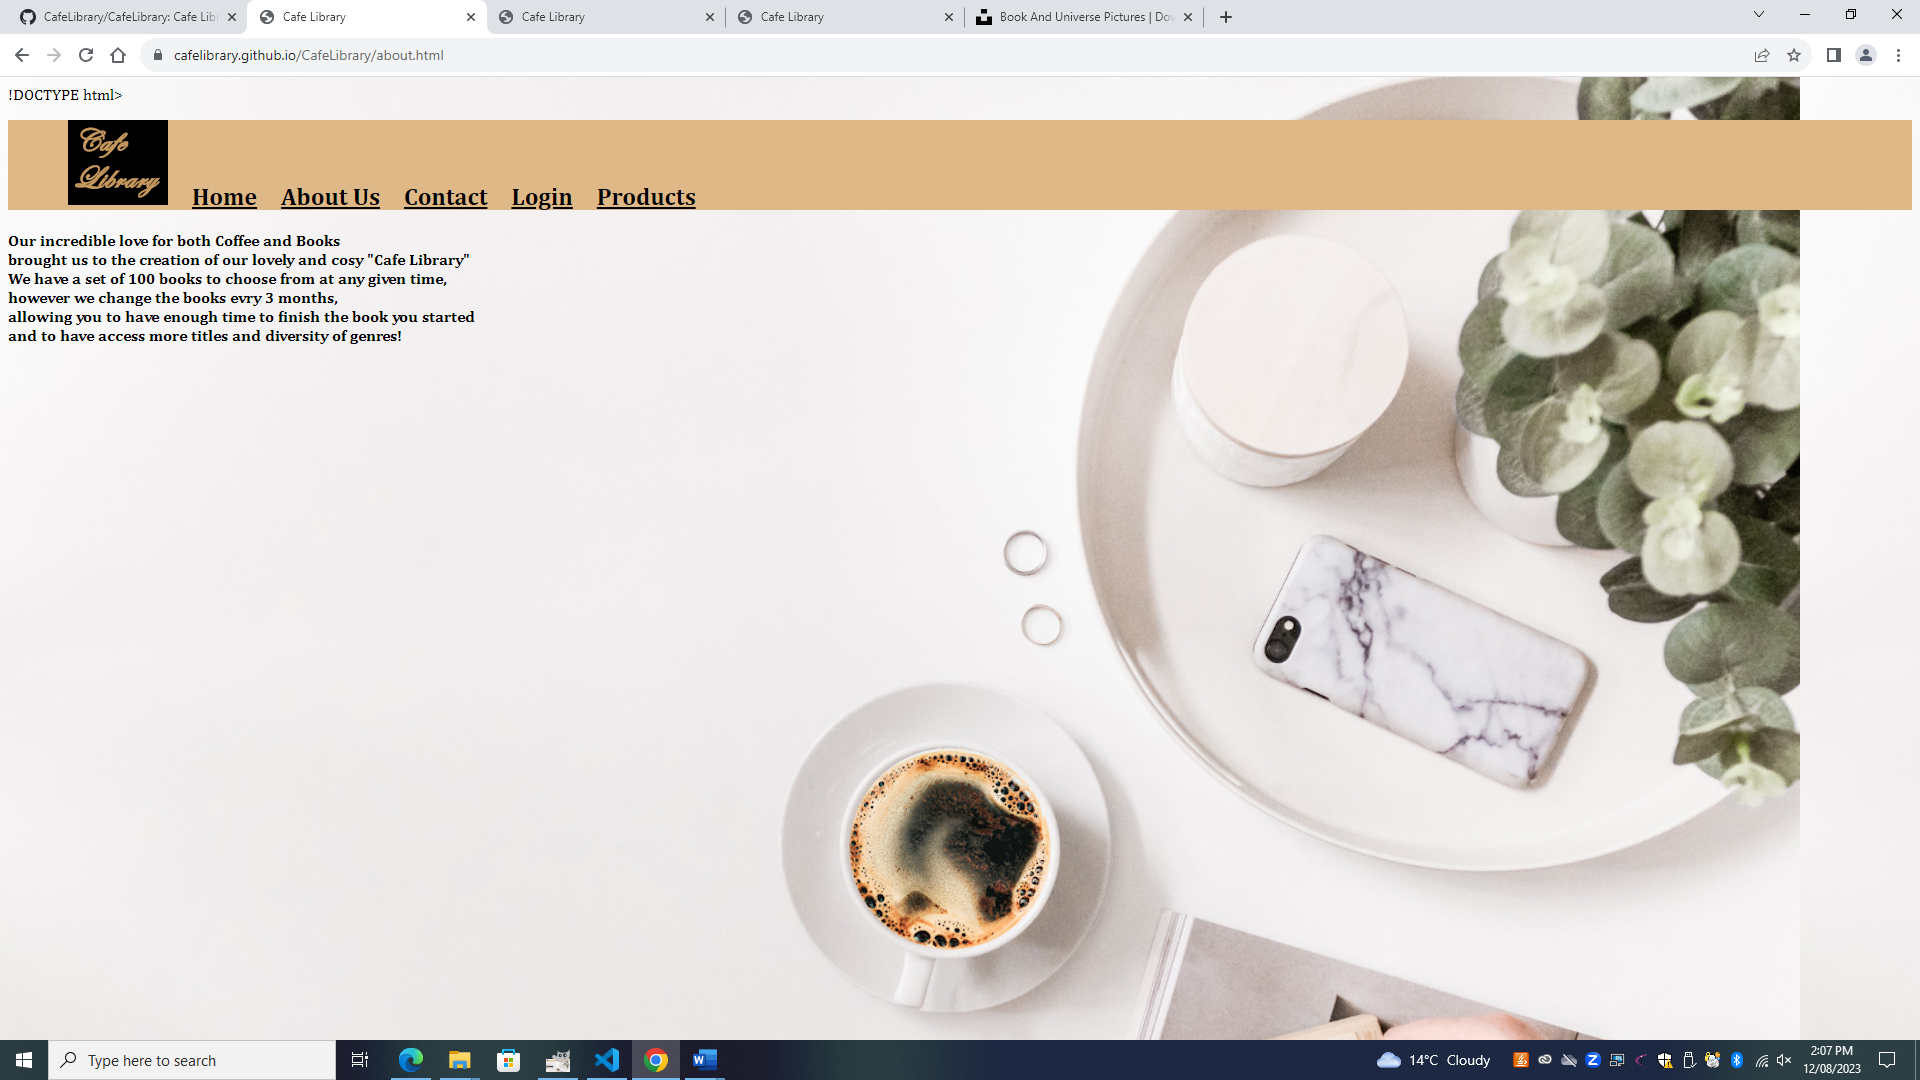 CafeLibrary/CafeLibrary: Cafe Lib
Cafe Library
Cafe Library
Cafe Library
Book And Universe Pictures | Dow
cafelibrary.github.io/CafeLibrary/about.html
!DOCTYPE html>
Cafe
Library
Home About Us Contact Login Products
Our incredible love for both Coffee and Books
brought us to the creation of our lovely and cosy "Cafe Library"
We have a set of 100 books to choose from at any given time,
however we change the books evry 3 months,
allowing you to have enough time to finish the book you started
and to have access more titles and diversity of genres!
Type here to search
14°C Cloudy
2:07 PM
12/08/2023